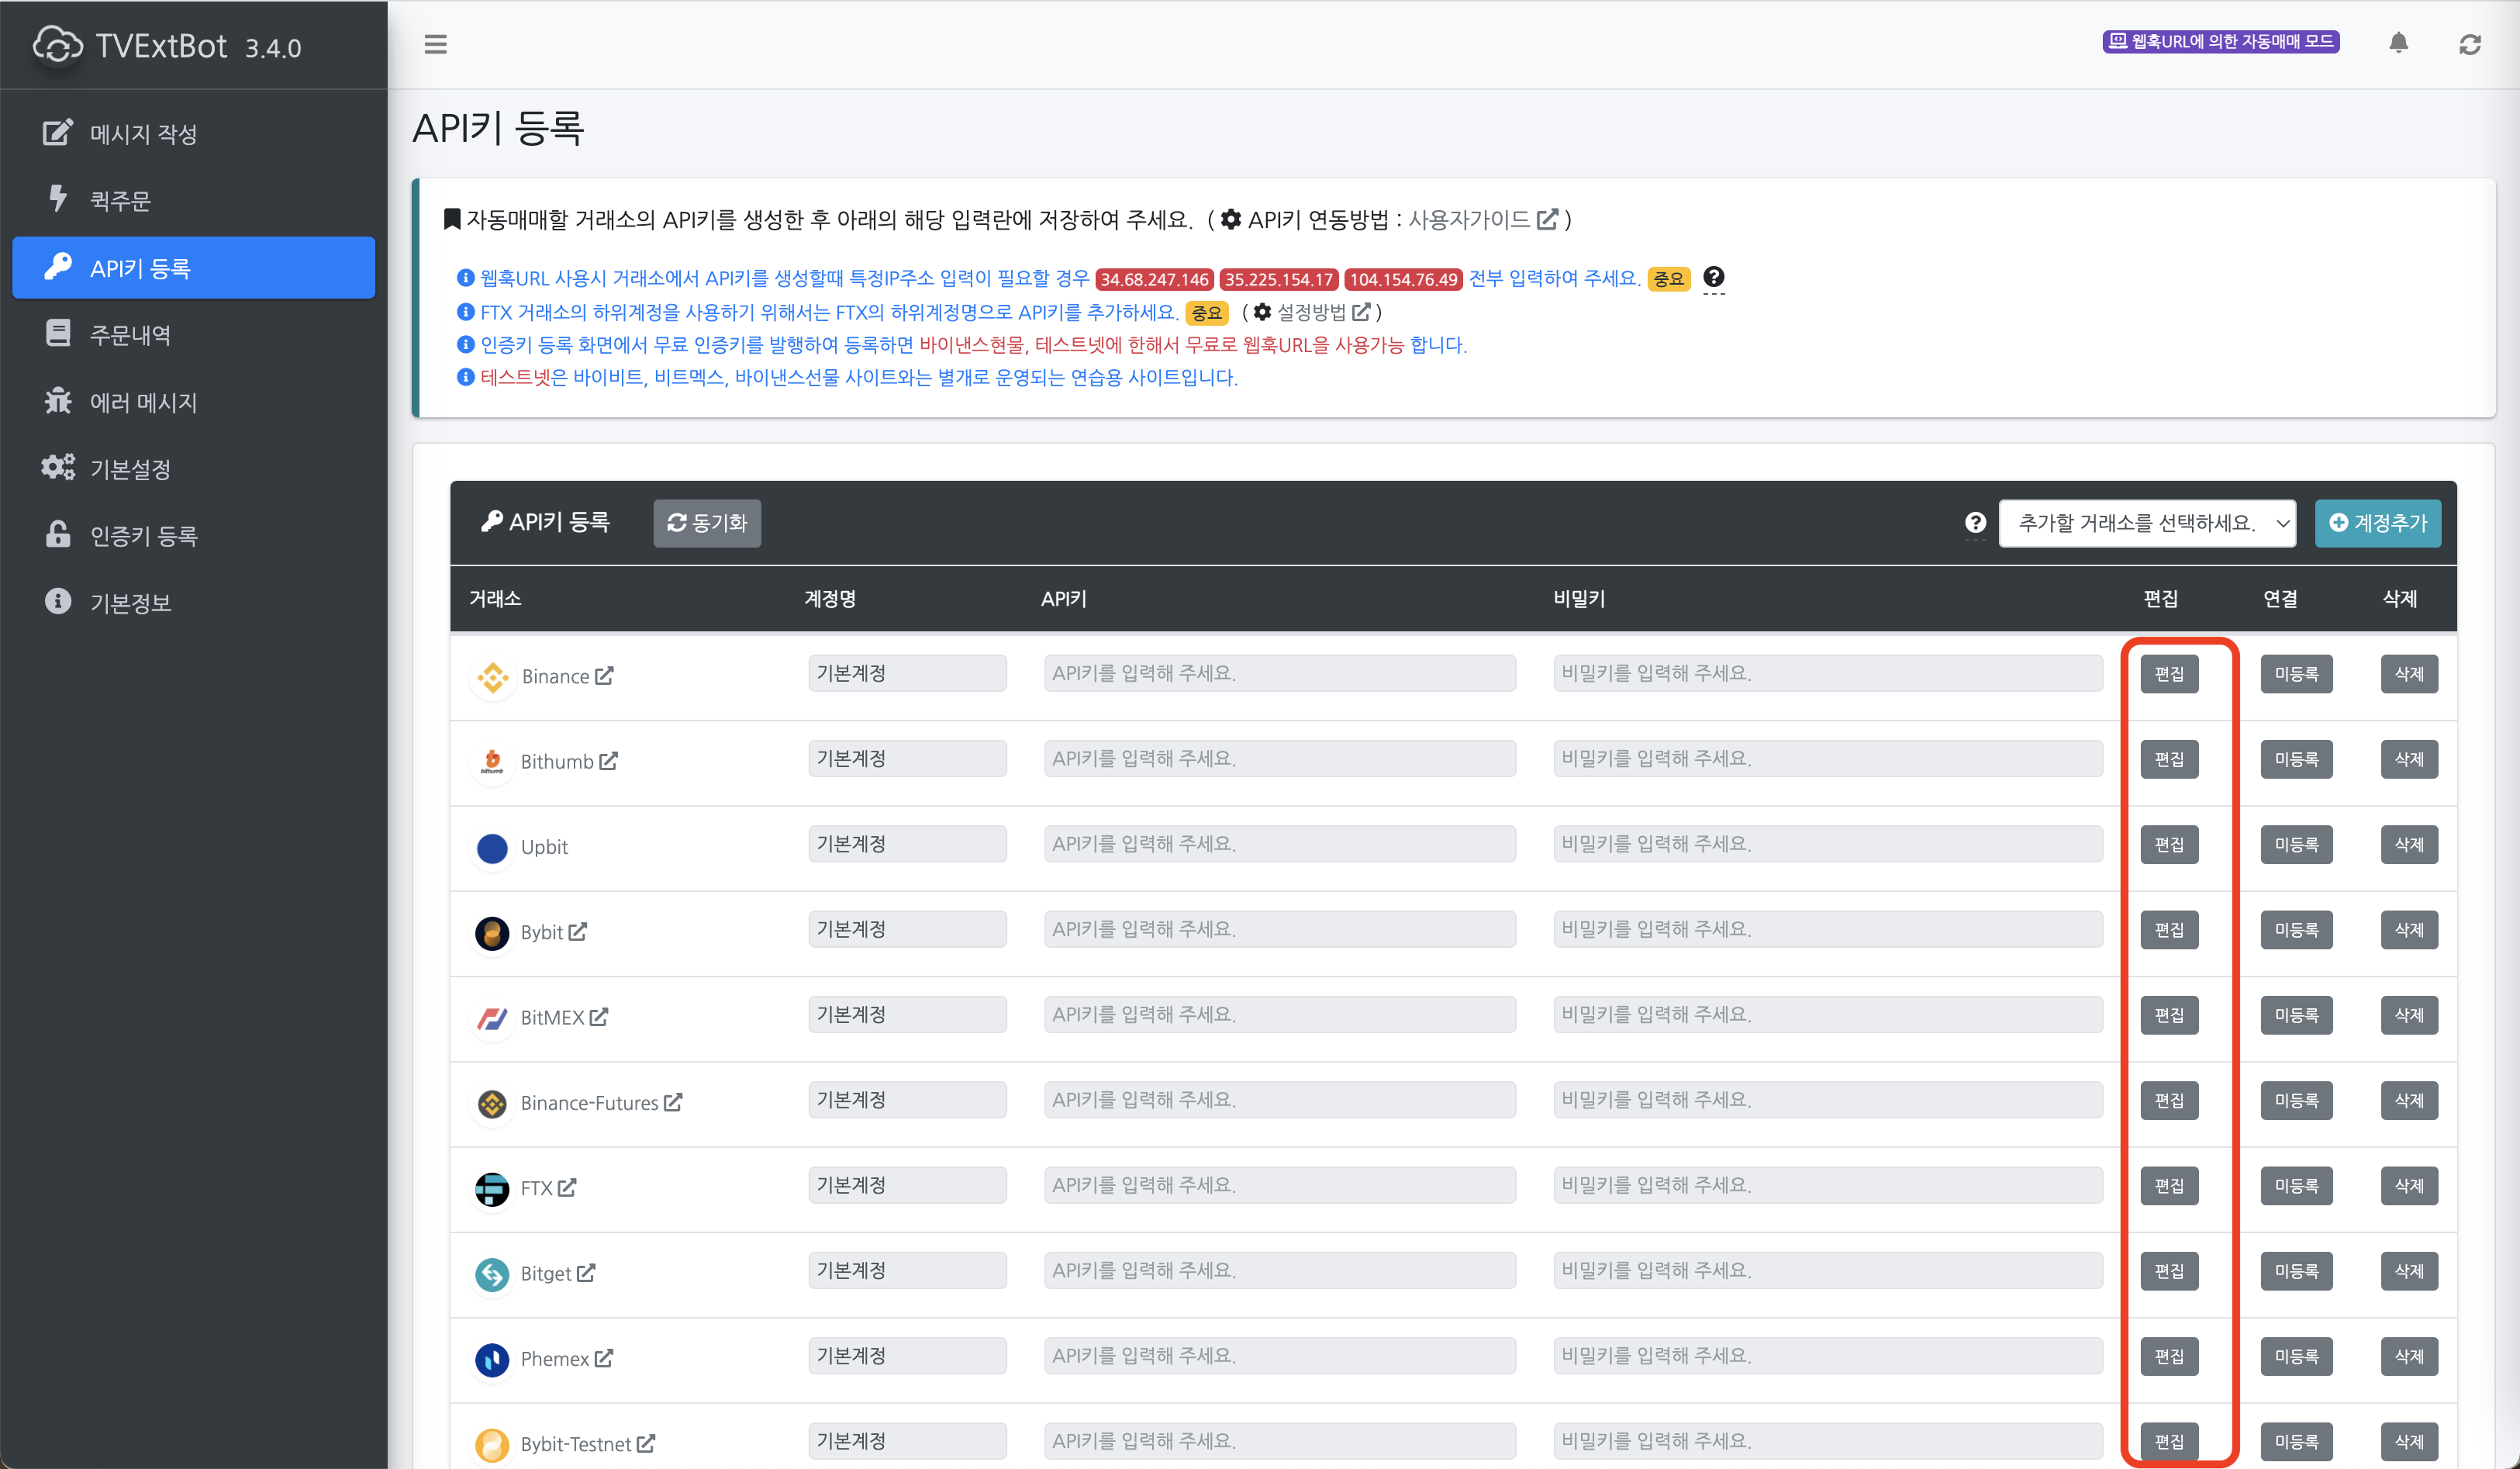 TVExtBot 3.4.0
웹훅URL에 의한 자동매매 모드
메시지 작성
퀵주문
API키 등록
주문내역
에러 메시지
기본설정
인증키 등록
기본정보
API키 등록
자동매매할 거래소의 API키를 생성한 후 아래의 해당 입력란에 저장하여 주세요. ( API키 연동방법 : 사용자가이드 )
웹훅URL 사용시 거래소에서 API키를 생성할때 특정IP주소 입력이 필요할 경우 34.68.247.146 35.225.154.17 104.154.76.49 전부 입력하여 주세요. 중요
FTX 거래소의 하위계정을 사용하기 위해서는 FTX의 하위계정명으로 API키를 추가하세요. 중요 ( 설정방법 )
인증키 등록 화면에서 무료 인증키를 발행하여 등록하면 바이낸스현물, 테스트넷에 한해서 무료로 웹훅URL을 사용가능 합니다.
테스트넷은 바이비트, 비트멕스, 바이낸스선물 사이트와는 별개로 운영되는 연습용 사이트입니다.
API키 등록 동기화 추가할 거래소를 선택하세요. 계정추가
거래소 계정명 API키 비밀키 편집 연결 삭제
Binance 기본계정 API키를 입력해 주세요. 비밀키를 입력해 주세요. 편집 미등록 삭제
bithumb Bithumb 기본계정 API키를 입력해 주세요. 비밀키를 입력해 주세요. 편집 미등록 삭제
Upbit 기본계정 API키를 입력해 주세요. 비밀키를 입력해 주세요. 편집 미등록 삭제
Bybit 기본계정 API키를 입력해 주세요. 비밀키를 입력해 주세요. 편집 미등록 삭제
BitMEX 기본계정 API키를 입력해 주세요. 비밀키를 입력해 주세요. 편집 미등록 삭제
Binance-Futures 기본계정 API키를 입력해 주세요. 비밀키를 입력해 주세요. 편집 미등록 삭제
FTX 기본계정 API키를 입력해 주세요. 비밀키를 입력해 주세요. 편집 미등록 삭제
Bitget 기본계정 API키를 입력해 주세요. 비밀키를 입력해 주세요. 편집 미등록 삭제
Phemex 기본계정 API키를 입력해 주세요. 비밀키를 입력해 주세요. 편집 미등록 삭제
Bybit-Testnet 기본계정 API키를 입력해 주세요. 비밀키를 입력해 주세요. 편집 미등록 삭제